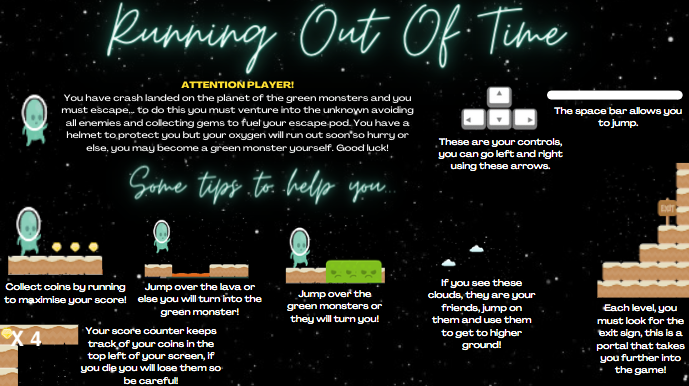 Running Out Of Time
ATTENTION PLAYER!
You have crash landed on the planet of the green monsters and you
must escape... to do this you must venture into the unknown avoiding
all enemies and collecting gems to fuel your escape pod. You have a
helmet to protect you but your oxygen will run out soon so hurry or
else, you may become a green monster yourself. Good luck!
These are your controls,
you can go left and right
using these arrows.
The space bar allows you
to jump.
Some tips to help you
Collect coins by running
to maximise your score!
Jump over the lava or
else you will turn into the
green monster!
Jump over the
green monsters or
they will turn you!
If you see these
clouds, they are your
friends, jump on
them and use them
to get to higher
ground!
EXIT
Each level, you
must look for the
exit sign, this is a
portal that takes
you further into
the game!
X 4
Your score counter keeps
track of your coins in the
top left of your screen, if
you die you will lose them so
be careful!